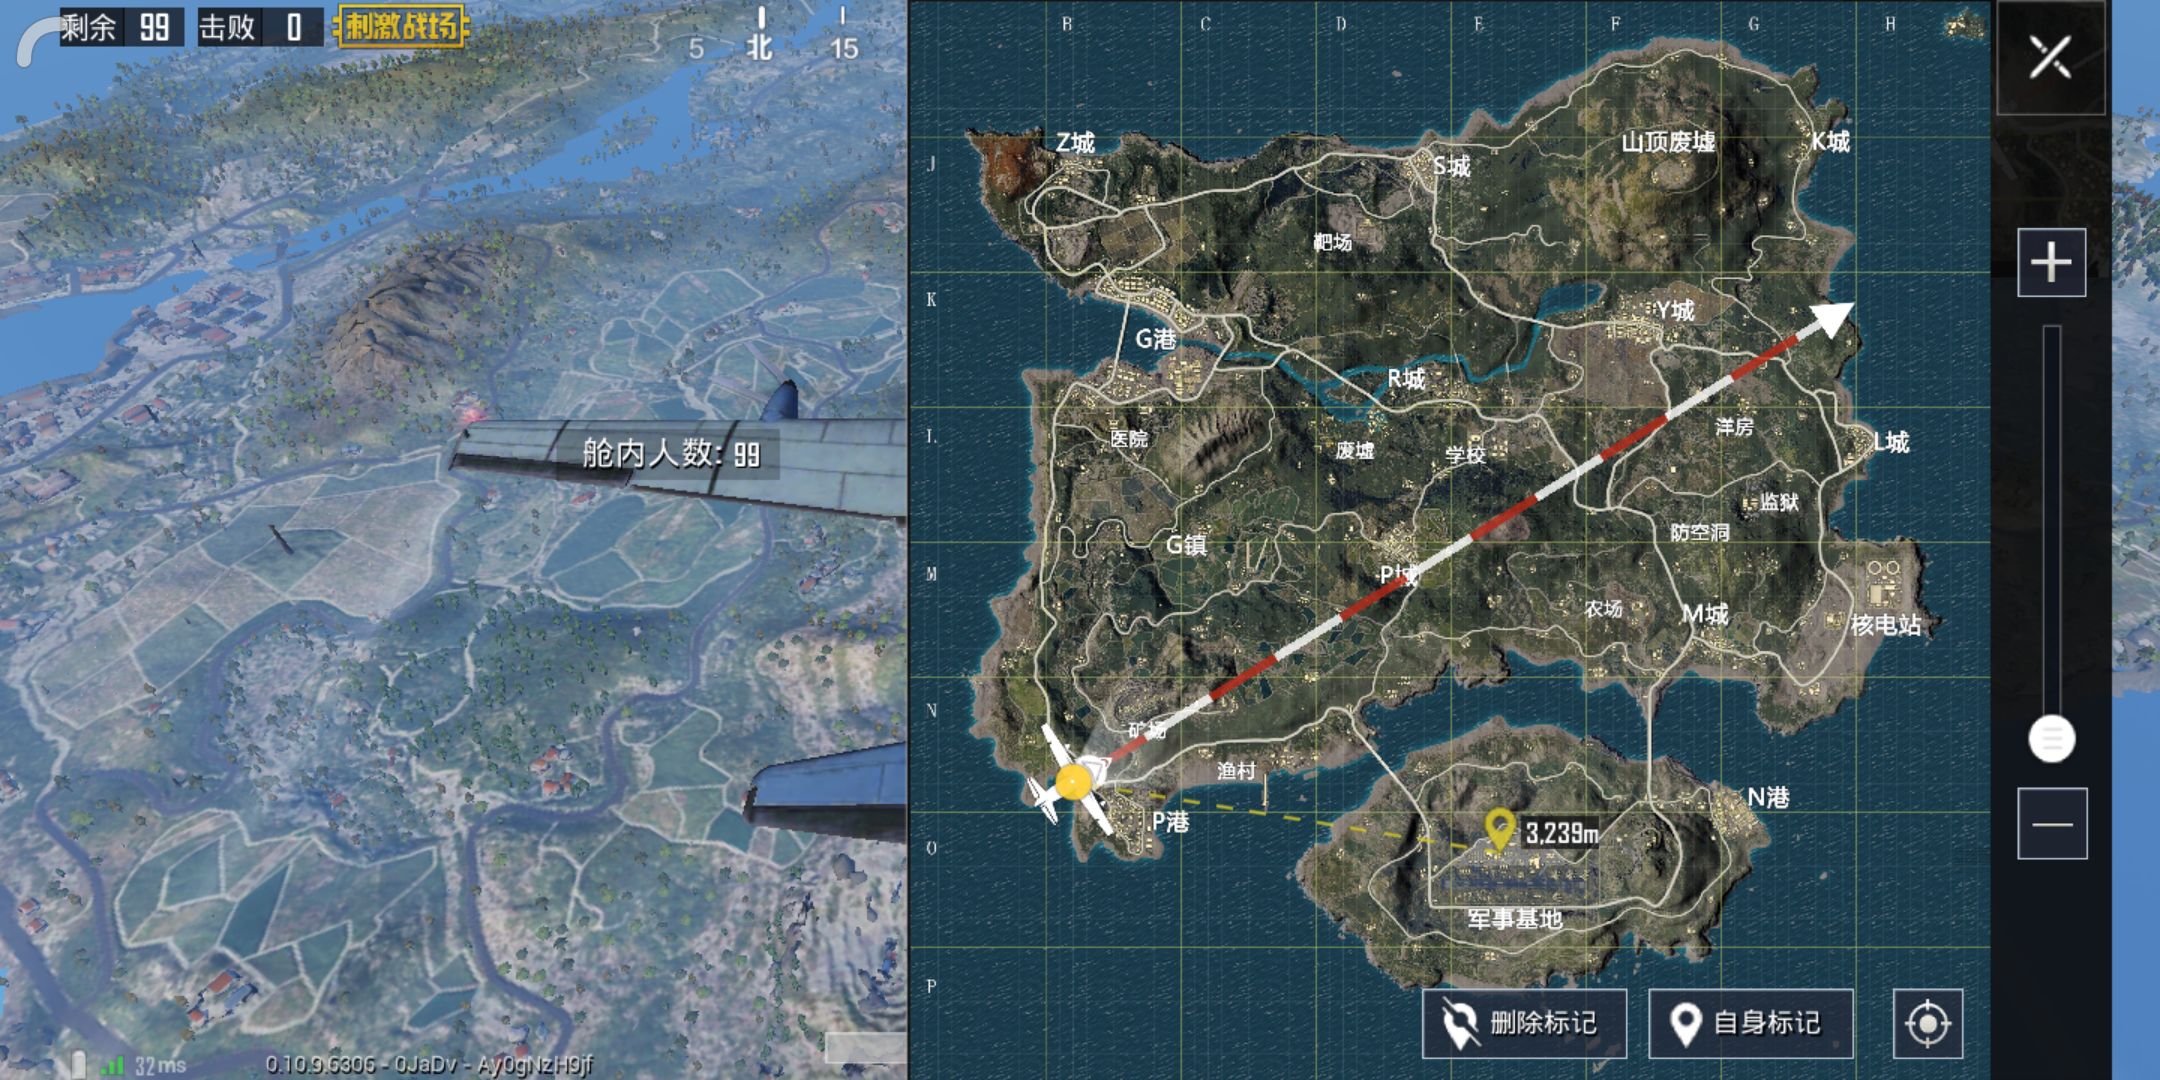 剩余 99 击败 0 刺激战场
5 北 15
舱内人数: 99
32ms
0.10.9.6306 - 0JaDv - Ay0gNzH9jf
B C D E F G H
J
K
L
M
N
O
P
Z城
S城
山顶废墟
K城
靶场
Y城
G港
R城
医院
废墟
学校
洋房
L城
监狱
防空洞
G镇
P城
农场
M城
核电站
矿场
渔村
P港
N港
3,239m
军事基地
删除标记
自身标记